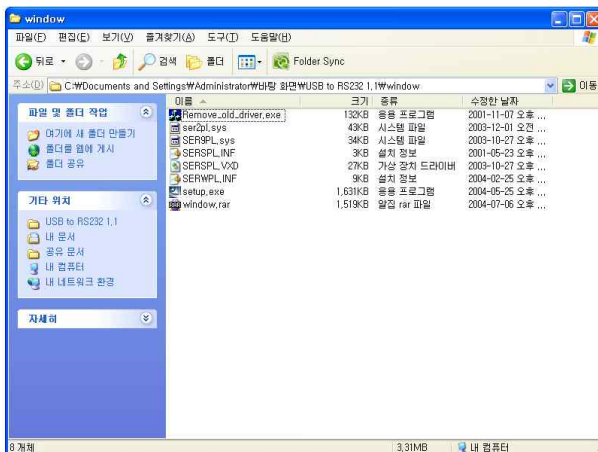 window
파일(F) 편집(E) 보기(V) 즐겨찾기(A) 도구(T) 도움말(H)
뒤로 검색 폴더 Folder Sync
주소(D) C:₩Documents and Settings₩Administrator₩바탕 화면₩USB to RS232 1.1₩window 이동
파일 및 폴더 작업
여기에 새 폴더 만들기
폴더를 웹에 게시
폴더 공유
기타 위치
USB to RS232 1.1
내 문서
공유 문서
내 컴퓨터
내 네트워크 환경
자세히
이름 크기 종류 수정한 날짜
Remove_old_driver.exe 132KB 응용 프로그램 2001-11-07 오후 ...
ser2pl.sys 43KB 시스템 파일 2003-12-01 오전 ...
SER9PL.sys 34KB 시스템 파일 2003-10-27 오후 ...
SERSPL.INF 3KB 설치 정보 2001-05-23 오후 ...
SERSPL.VXD 27KB 가상 장치 드라이버 2003-10-27 오후 ...
SERWPL.INF 9KB 설치 정보 2004-02-25 오후 ...
setup.exe 1,631KB 응용 프로그램 2004-05-25 오후 ...
window.rar 1,519KB 알집 rar 파일 2004-07-06 오후 ...
8 개체 3.31MB 내 컴퓨터